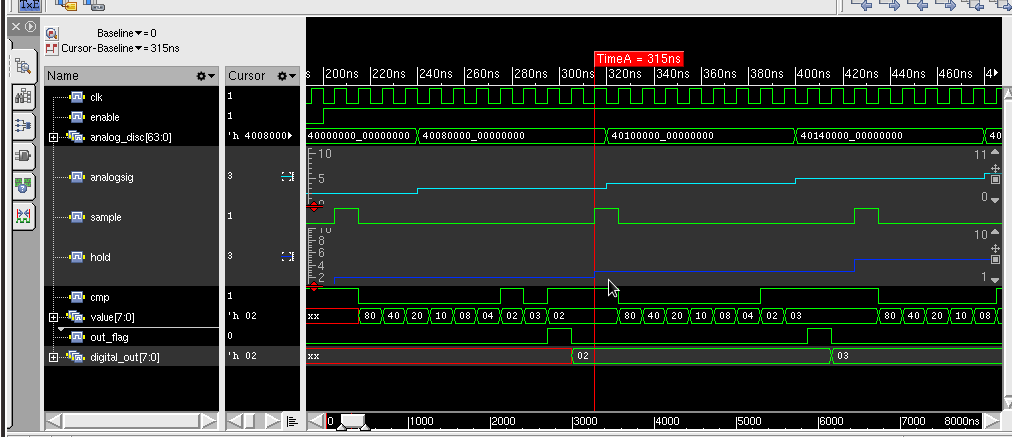 TxE
Baseline▼= 0
Cursor-Baseline▼= 315ns
TimeA = 315ns
Name Cursor
s 200ns 220ns 240ns 260ns 280ns 300ns 320ns 340ns 360ns 380ns 400ns 420ns 440ns 460ns 4
clk 1
enable 1
analog_disc[63:0] 'h 4008000 40000000_00000000 40080000_00000000 40100000_00000000 40140000_00000000 40
10 11
analogsig 3 5
0 0
sample 1
10 10
8
hold 3 6
4
2 1
cmp 1
value[7:0] 'h 02 xx 80 40 20 10 08 04 02 03 02 80 40 20 10 08 04 02 03 80 40 20 10 08
out_flag 0
digital_out[7:0] 'h 02 xx 02 03
0 1000 2000 3000 4000 5000 6000 7000 8000ns